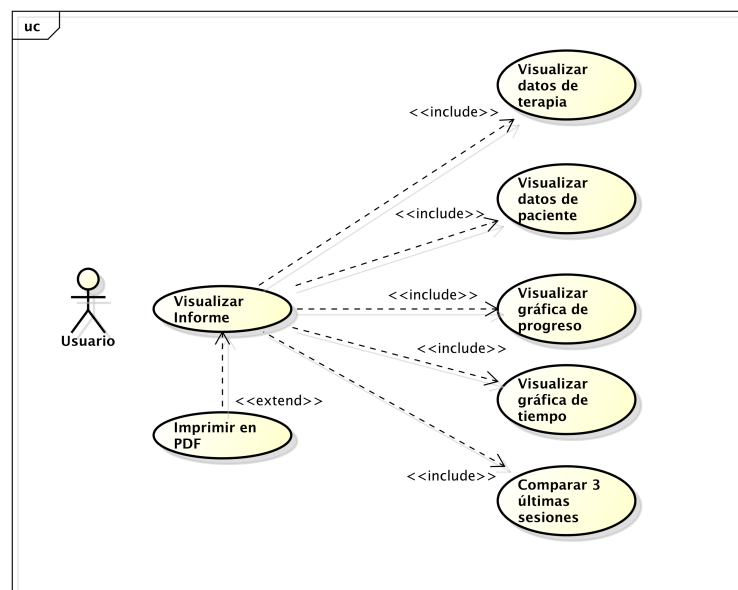 uc
Visualizar
datos de
terapia
<<include>>
Visualizar
datos de
paciente
<<include>>
Usuario
Visualizar
Informe
<<include>>
Visualizar
gráfica de
progreso
<<include>>
Visualizar
gráfica de
tiempo
<<extend>>
Imprimir en
PDF
<<include>>
Comparar 3
últimas
sesiones